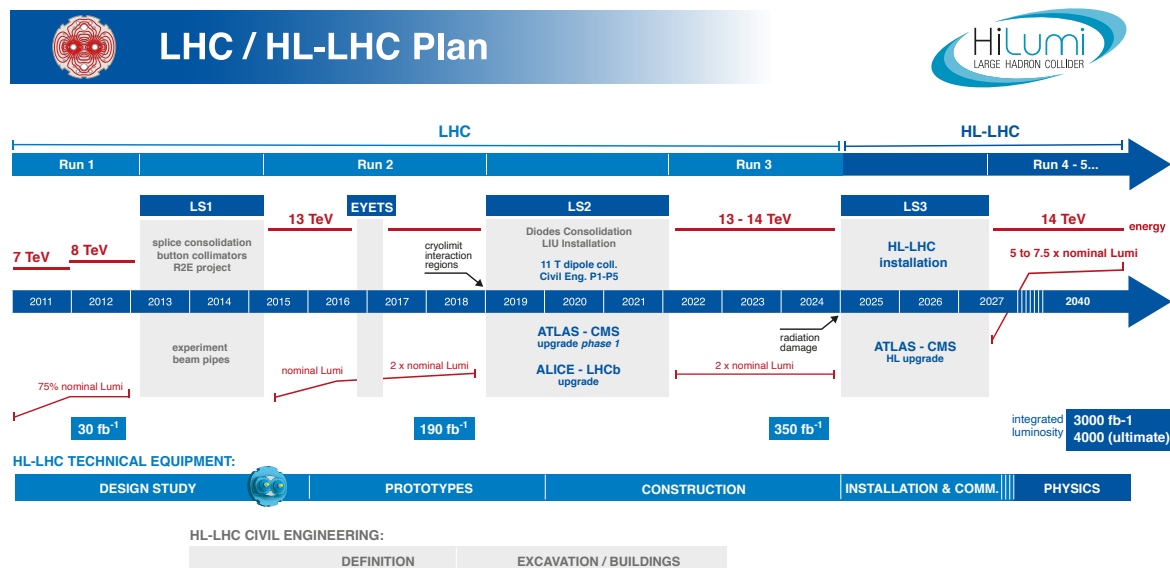 LHC / HL-LHC Plan
HiLumi
LARGE HADRON COLLIDER
LHC
HL-LHC
Run 1
Run 2
Run 3
Run 4 - 5...
LS1
EYETS
LS2
LS3
13 TeV
13 - 14 TeV
14 TeV
energy
7 TeV
8 TeV
splice consolidation
button collimators
R2E project
cryolimit
interaction
regions
Diodes Consolidation
LIU Installation
11 T dipole coll.
Civil Eng. P1-P5
HL-LHC
installation
5 to 7.5 x nominal Lumi
2011 2012 2013 2014 2015 2016 2017 2018 2019 2020 2021 2022 2023 2024 2025 2026 2027 2040
experiment
beam pipes
ATLAS - CMS
upgrade phase 1
ALICE - LHCb
upgrade
radiation
damage
ATLAS - CMS
HL upgrade
75% nominal Lumi
nominal Lumi
2 x nominal Lumi
2 x nominal Lumi
30 fb-1
190 fb-1
350 fb-1
integrated
luminosity
3000 fb-1
4000 (ultimate)
HL-LHC TECHNICAL EQUIPMENT:
DESIGN STUDY
PROTOTYPES
CONSTRUCTION
INSTALLATION & COMM.
PHYSICS
HL-LHC CIVIL ENGINEERING:
DEFINITION
EXCAVATION / BUILDINGS